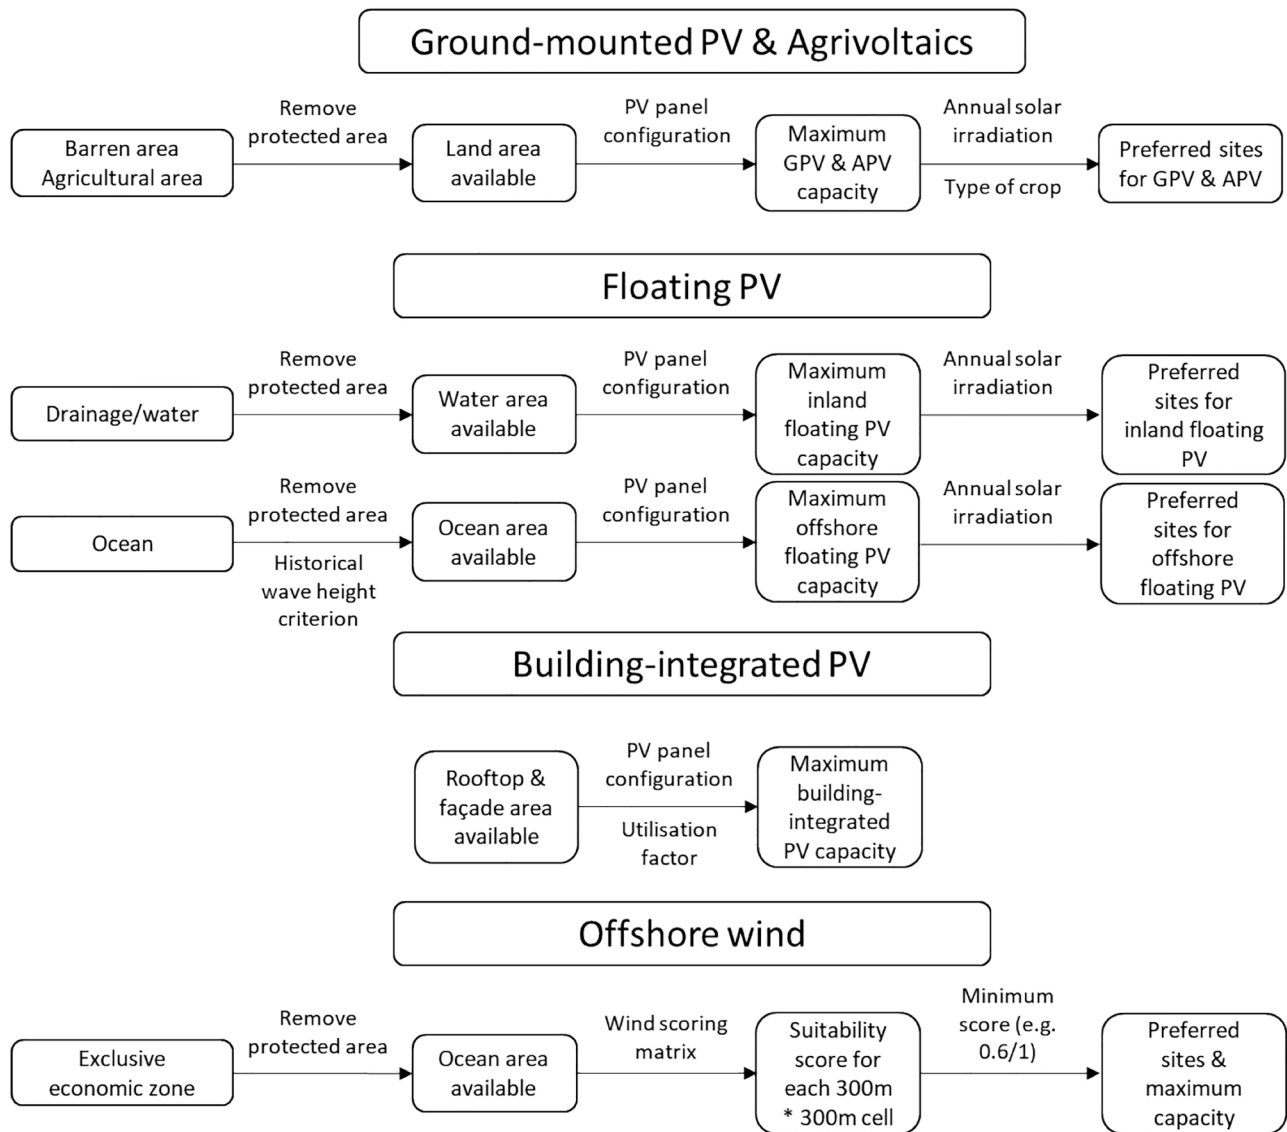 Ground-mounted PV & Agrivoltaics
Barren area
Agricultural area
Remove
protected area
Land area
available
PV panel
configuration
Maximum
GPV & APV
capacity
Annual solar
irradiation
Type of crop
Preferred sites
for GPV & APV
Floating PV
Drainage/water
Remove
protected area
Water area
available
PV panel
configuration
Maximum
inland
floating PV
capacity
Annual solar
irradiation
Preferred
sites for
inland floating
PV
Ocean
Remove
protected area
Historical
wave height
criterion
Ocean area
available
PV panel
configuration
Maximum
offshore
floating PV
capacity
Annual solar
irradiation
Preferred
sites for
offshore
floating PV
Building-integrated PV
Rooftop &
façade area
available
PV panel
configuration
Utilisation
factor
Maximum
building-
integrated
PV capacity
Offshore wind
Exclusive
economic zone
Remove
protected area
Ocean area
available
Wind scoring
matrix
Suitability
score for
each 300m
* 300m cell
Minimum
score (e.g.
0.6/1)
Preferred
sites &
maximum
capacity